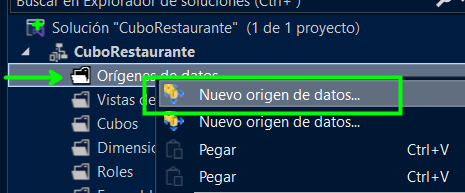 Buscar en Explorador de soluciones (Ctrl+ )
Solución "CuboRestaurante" (1 de 1 proyecto)
CuboRestaurante
Orígenes de datos
Vistas de
Nuevo origen de datos...
Cubos
Nuevo origen de datos...
Dimension
Pegar Ctrl+V
Roles
Pegar Ctrl+V